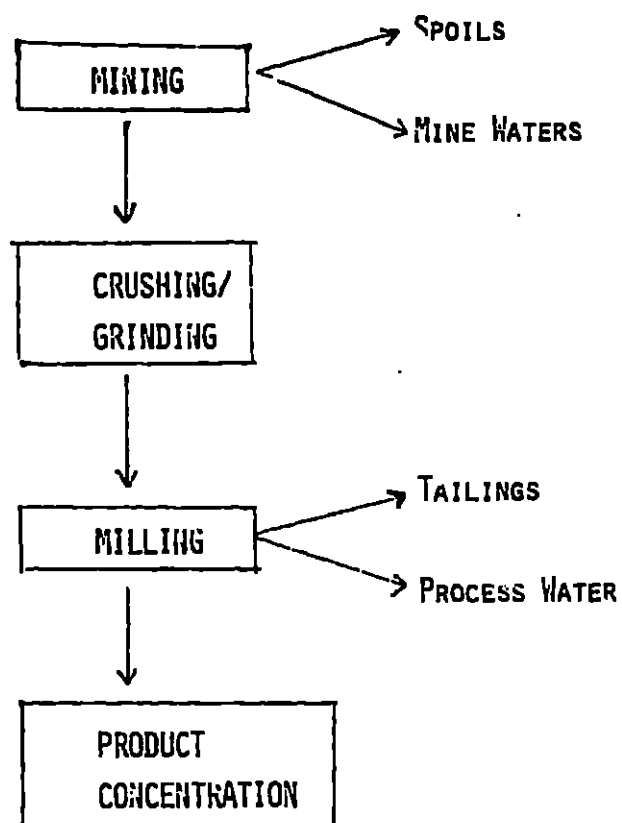 SPOILS
MINING
MINE WATERS
CRUSHING/
GRINDING
TAILINGS
MILLING
PROCESS WATER
PRODUCT
CONCENTRATION